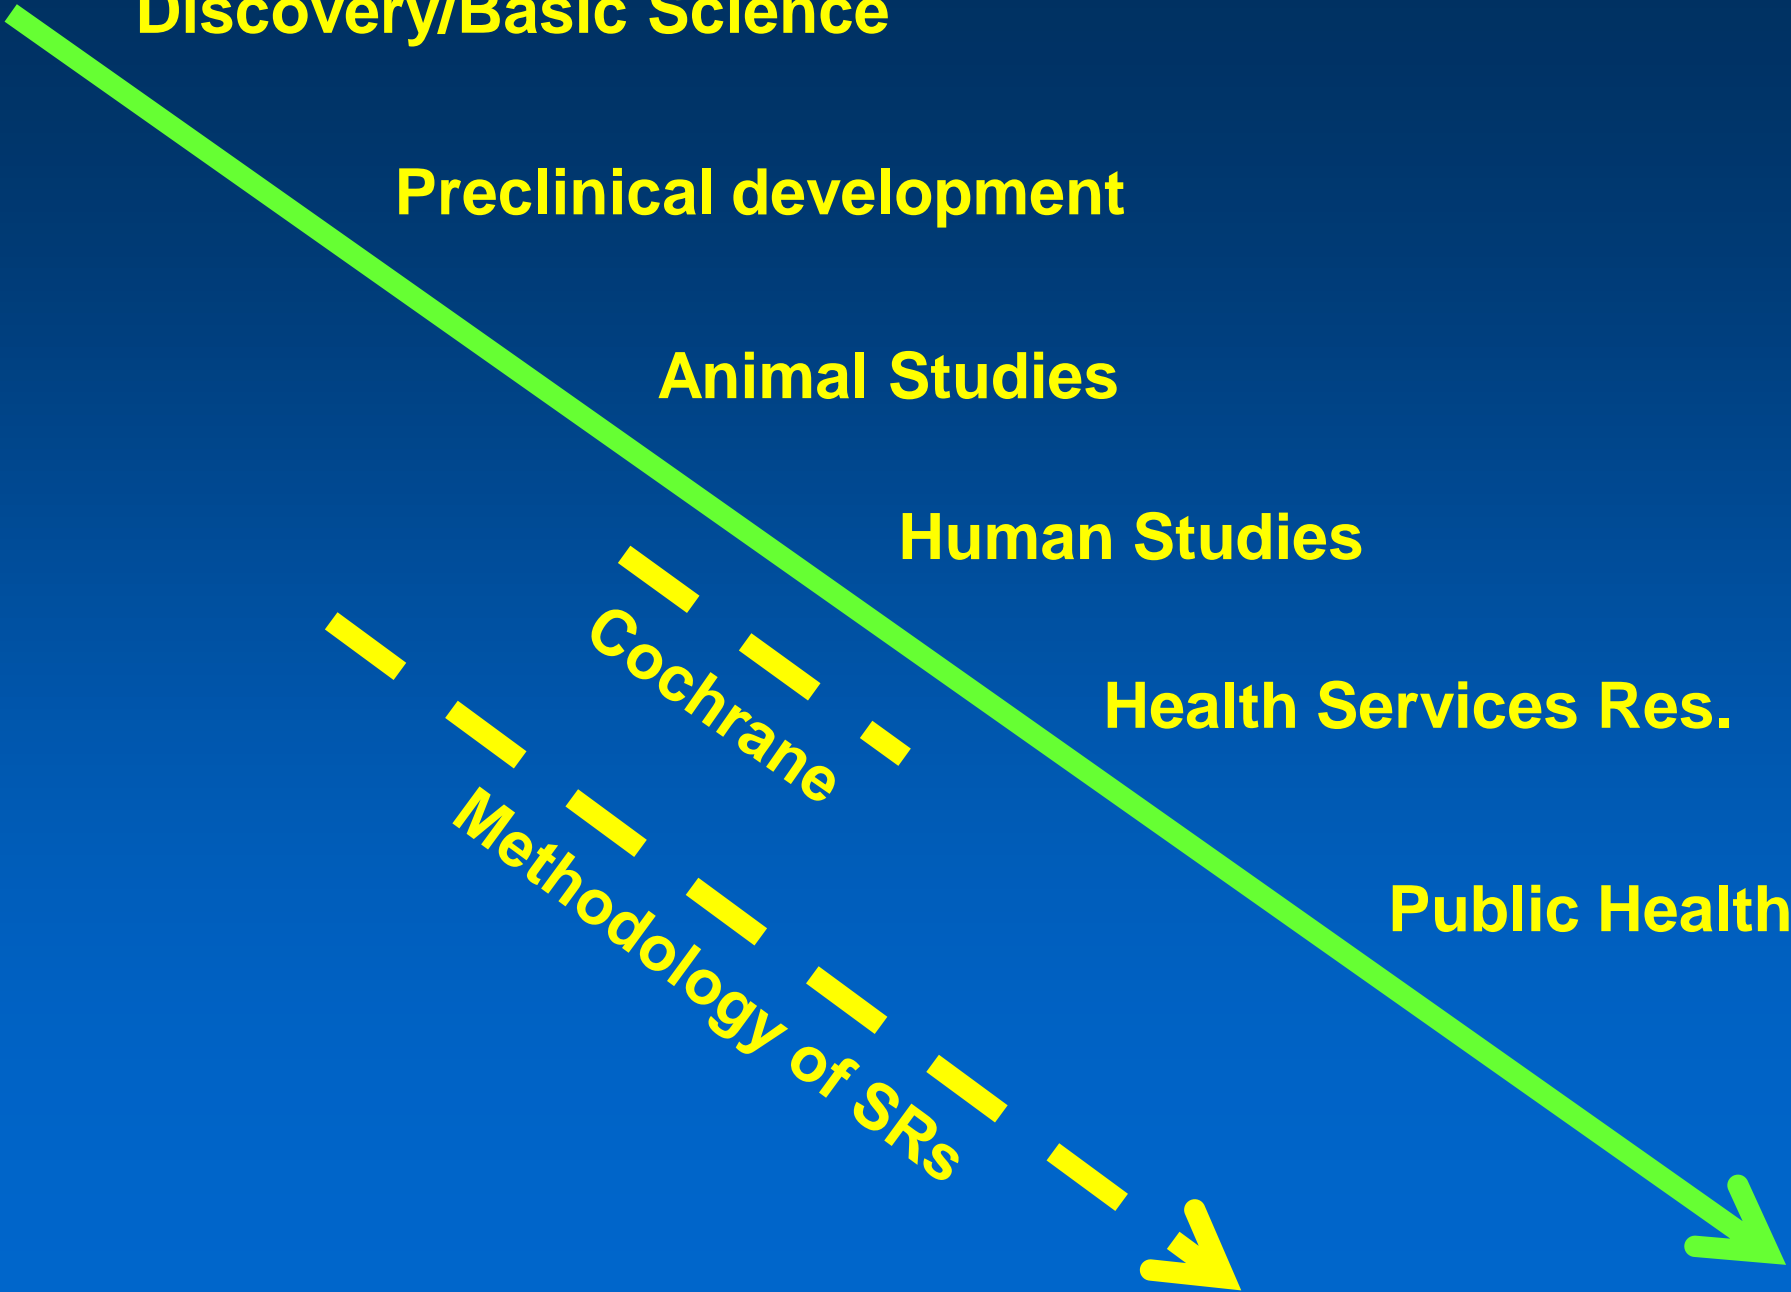 Discovery/Basic Science
Preclinical development
Animal Studies
Human Studies
Cochrane
Health Services Res.
Methodology of SRs
Public Health